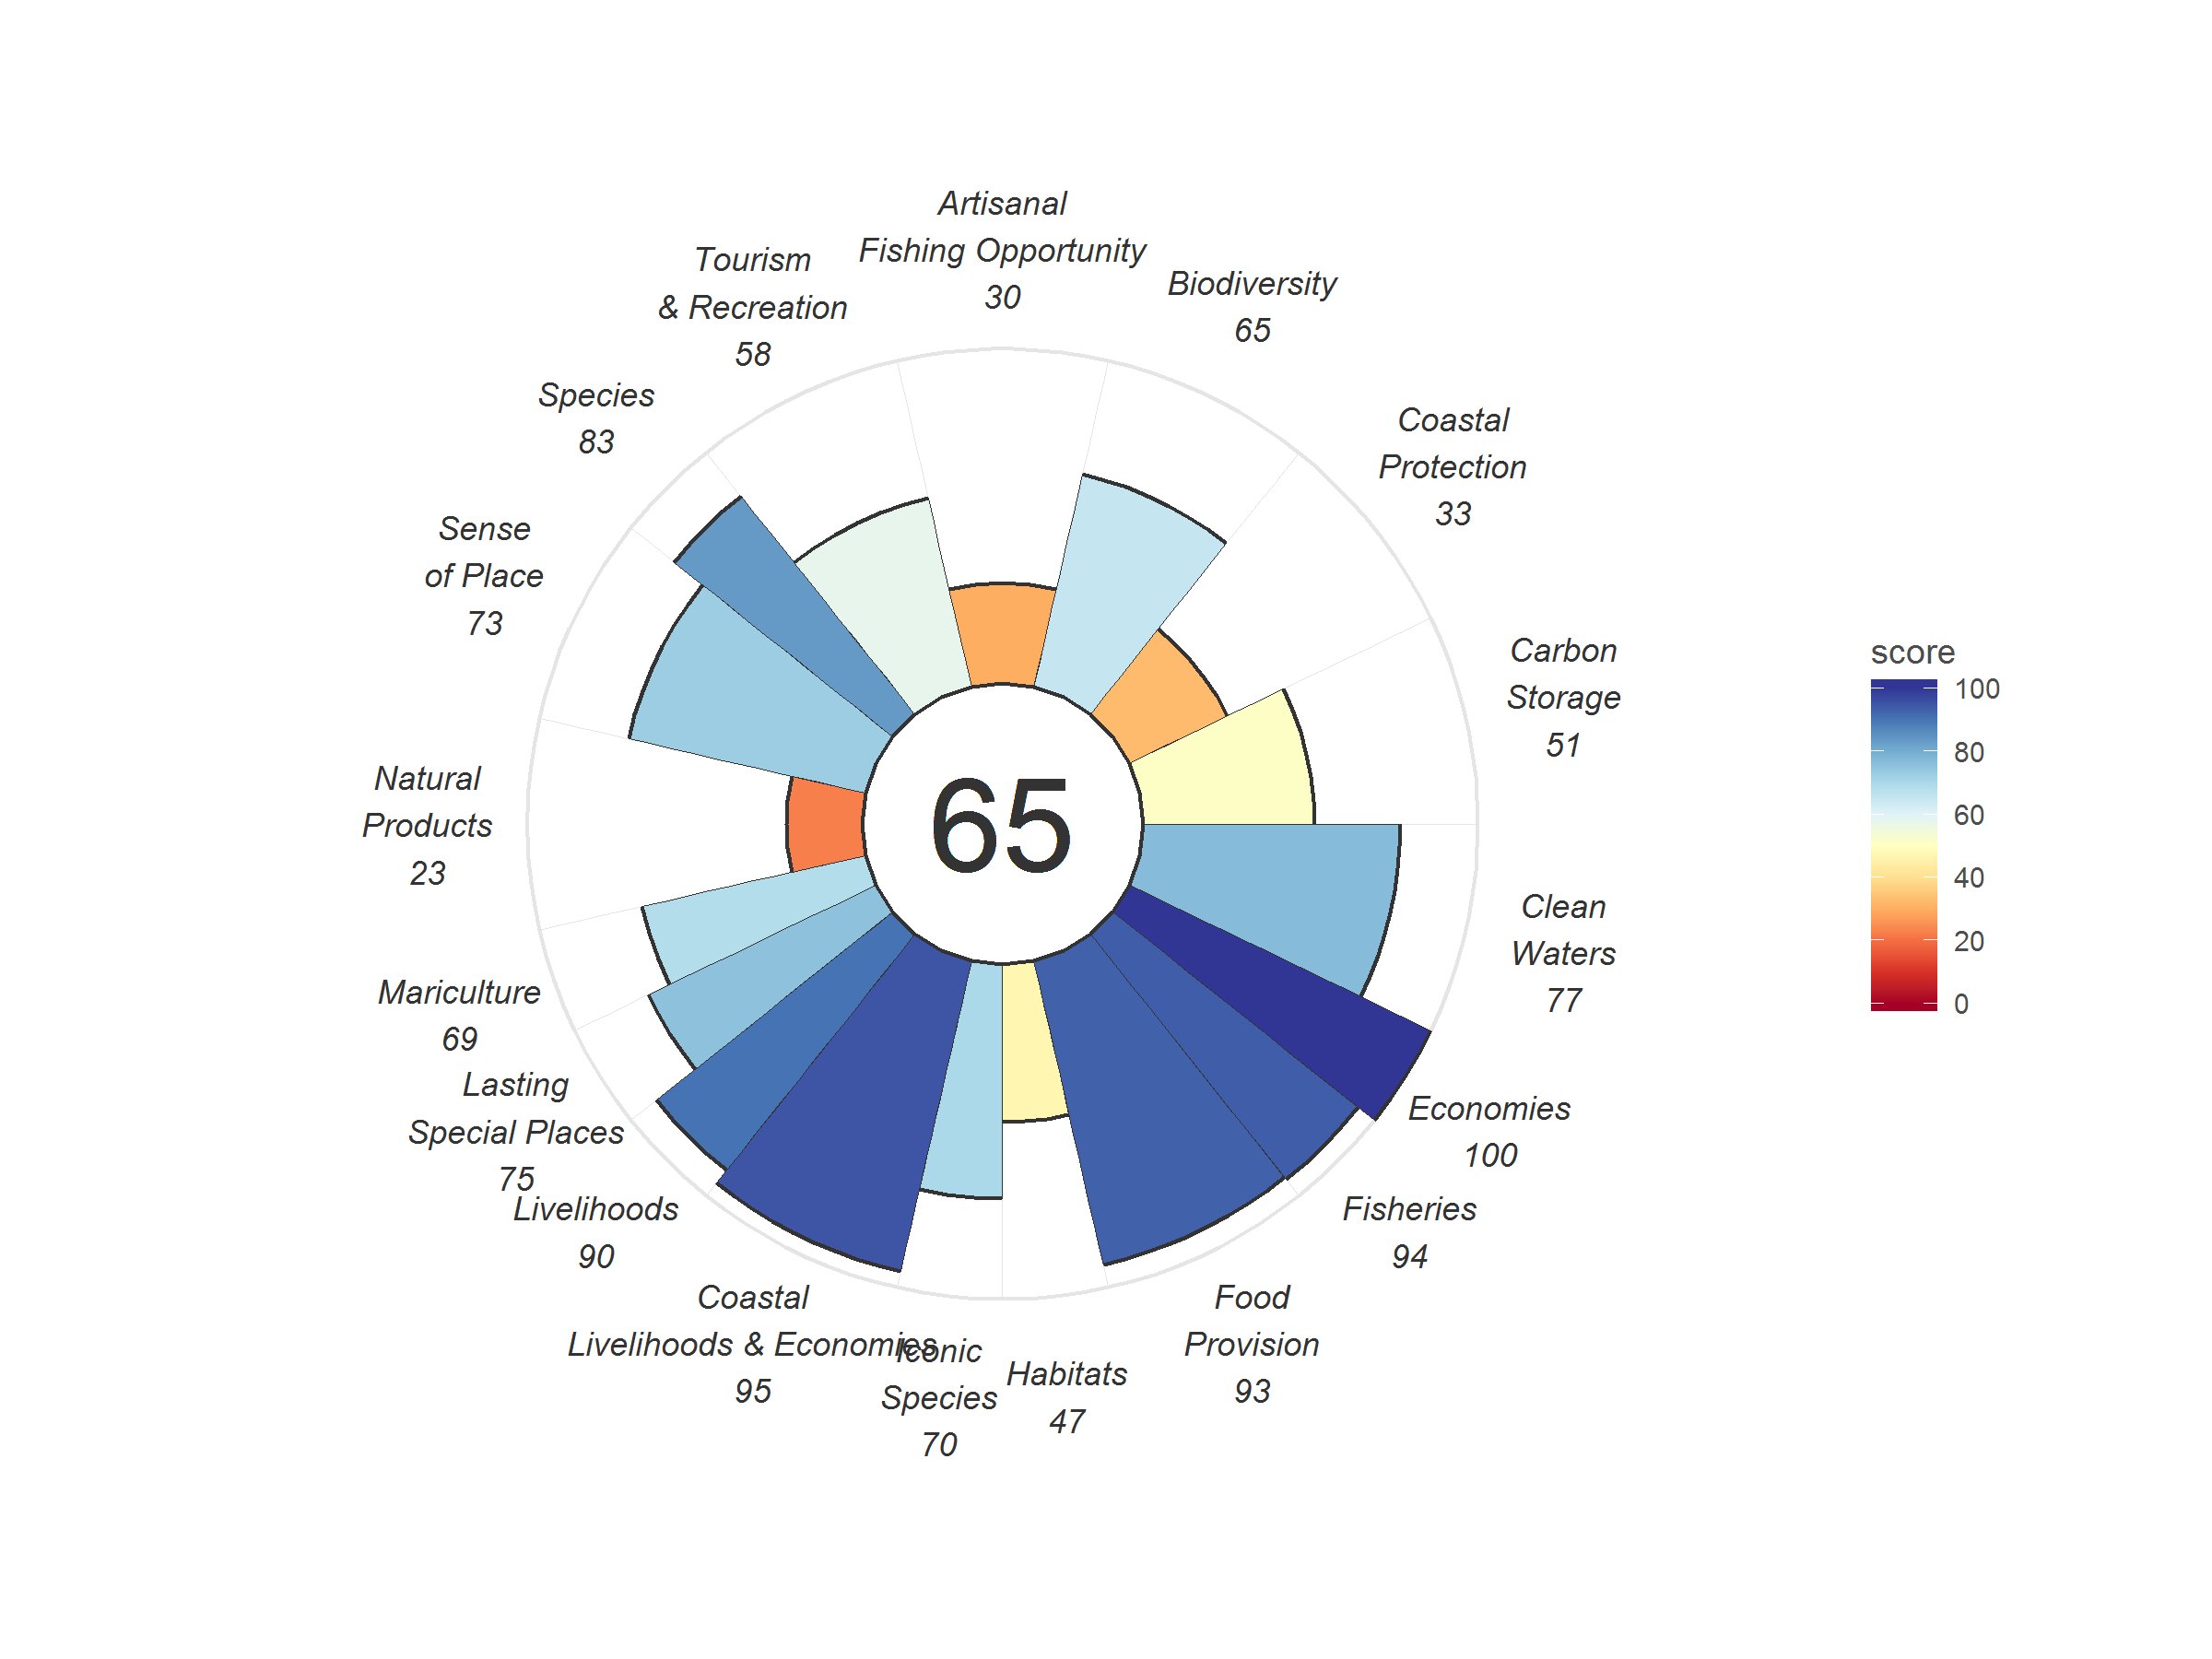 Artisanal
Fishing Opportunity
30
Biodiversity
65
Coastal
Protection
33
Carbon
Storage
51
Clean
Waters
77
Economies
100
Fisheries
94
Food
Provision
93
Habitats
47
Iconic
Species
70
Coastal
Livelihoods & Economies
95
Livelihoods
90
Lasting
Special Places
75
Mariculture
69
Natural
Products
23
Sense
of Place
73
Species
83
Tourism
& Recreation
58
65
score
100
80
60
40
20
0